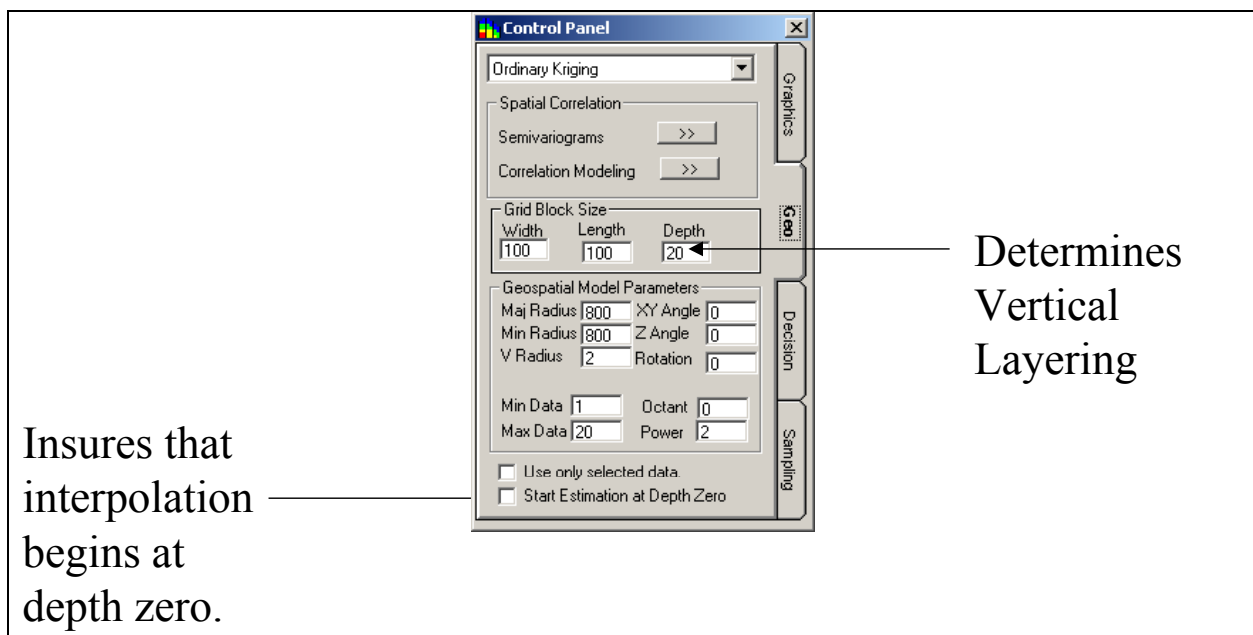 Control Panel
Ordinary Kriging
Spatial Correlation
Semivariograms >>
Correlation Modeling >>
Grid Block Size
Width Length Depth
100 100 20
Geospatial Model Parameters
Maj Radius 800 XY Angle 0
Min Radius 800 Z Angle 0
V Radius 2 Rotation 0
Min Data 1 Octant 0
Max Data 20 Power 2
Use only selected data.
Start Estimation at Depth Zero
Graphics
Geo
Decision
Sampling
Determines
Vertical
Layering
Insures that
interpolation
begins at
depth zero.